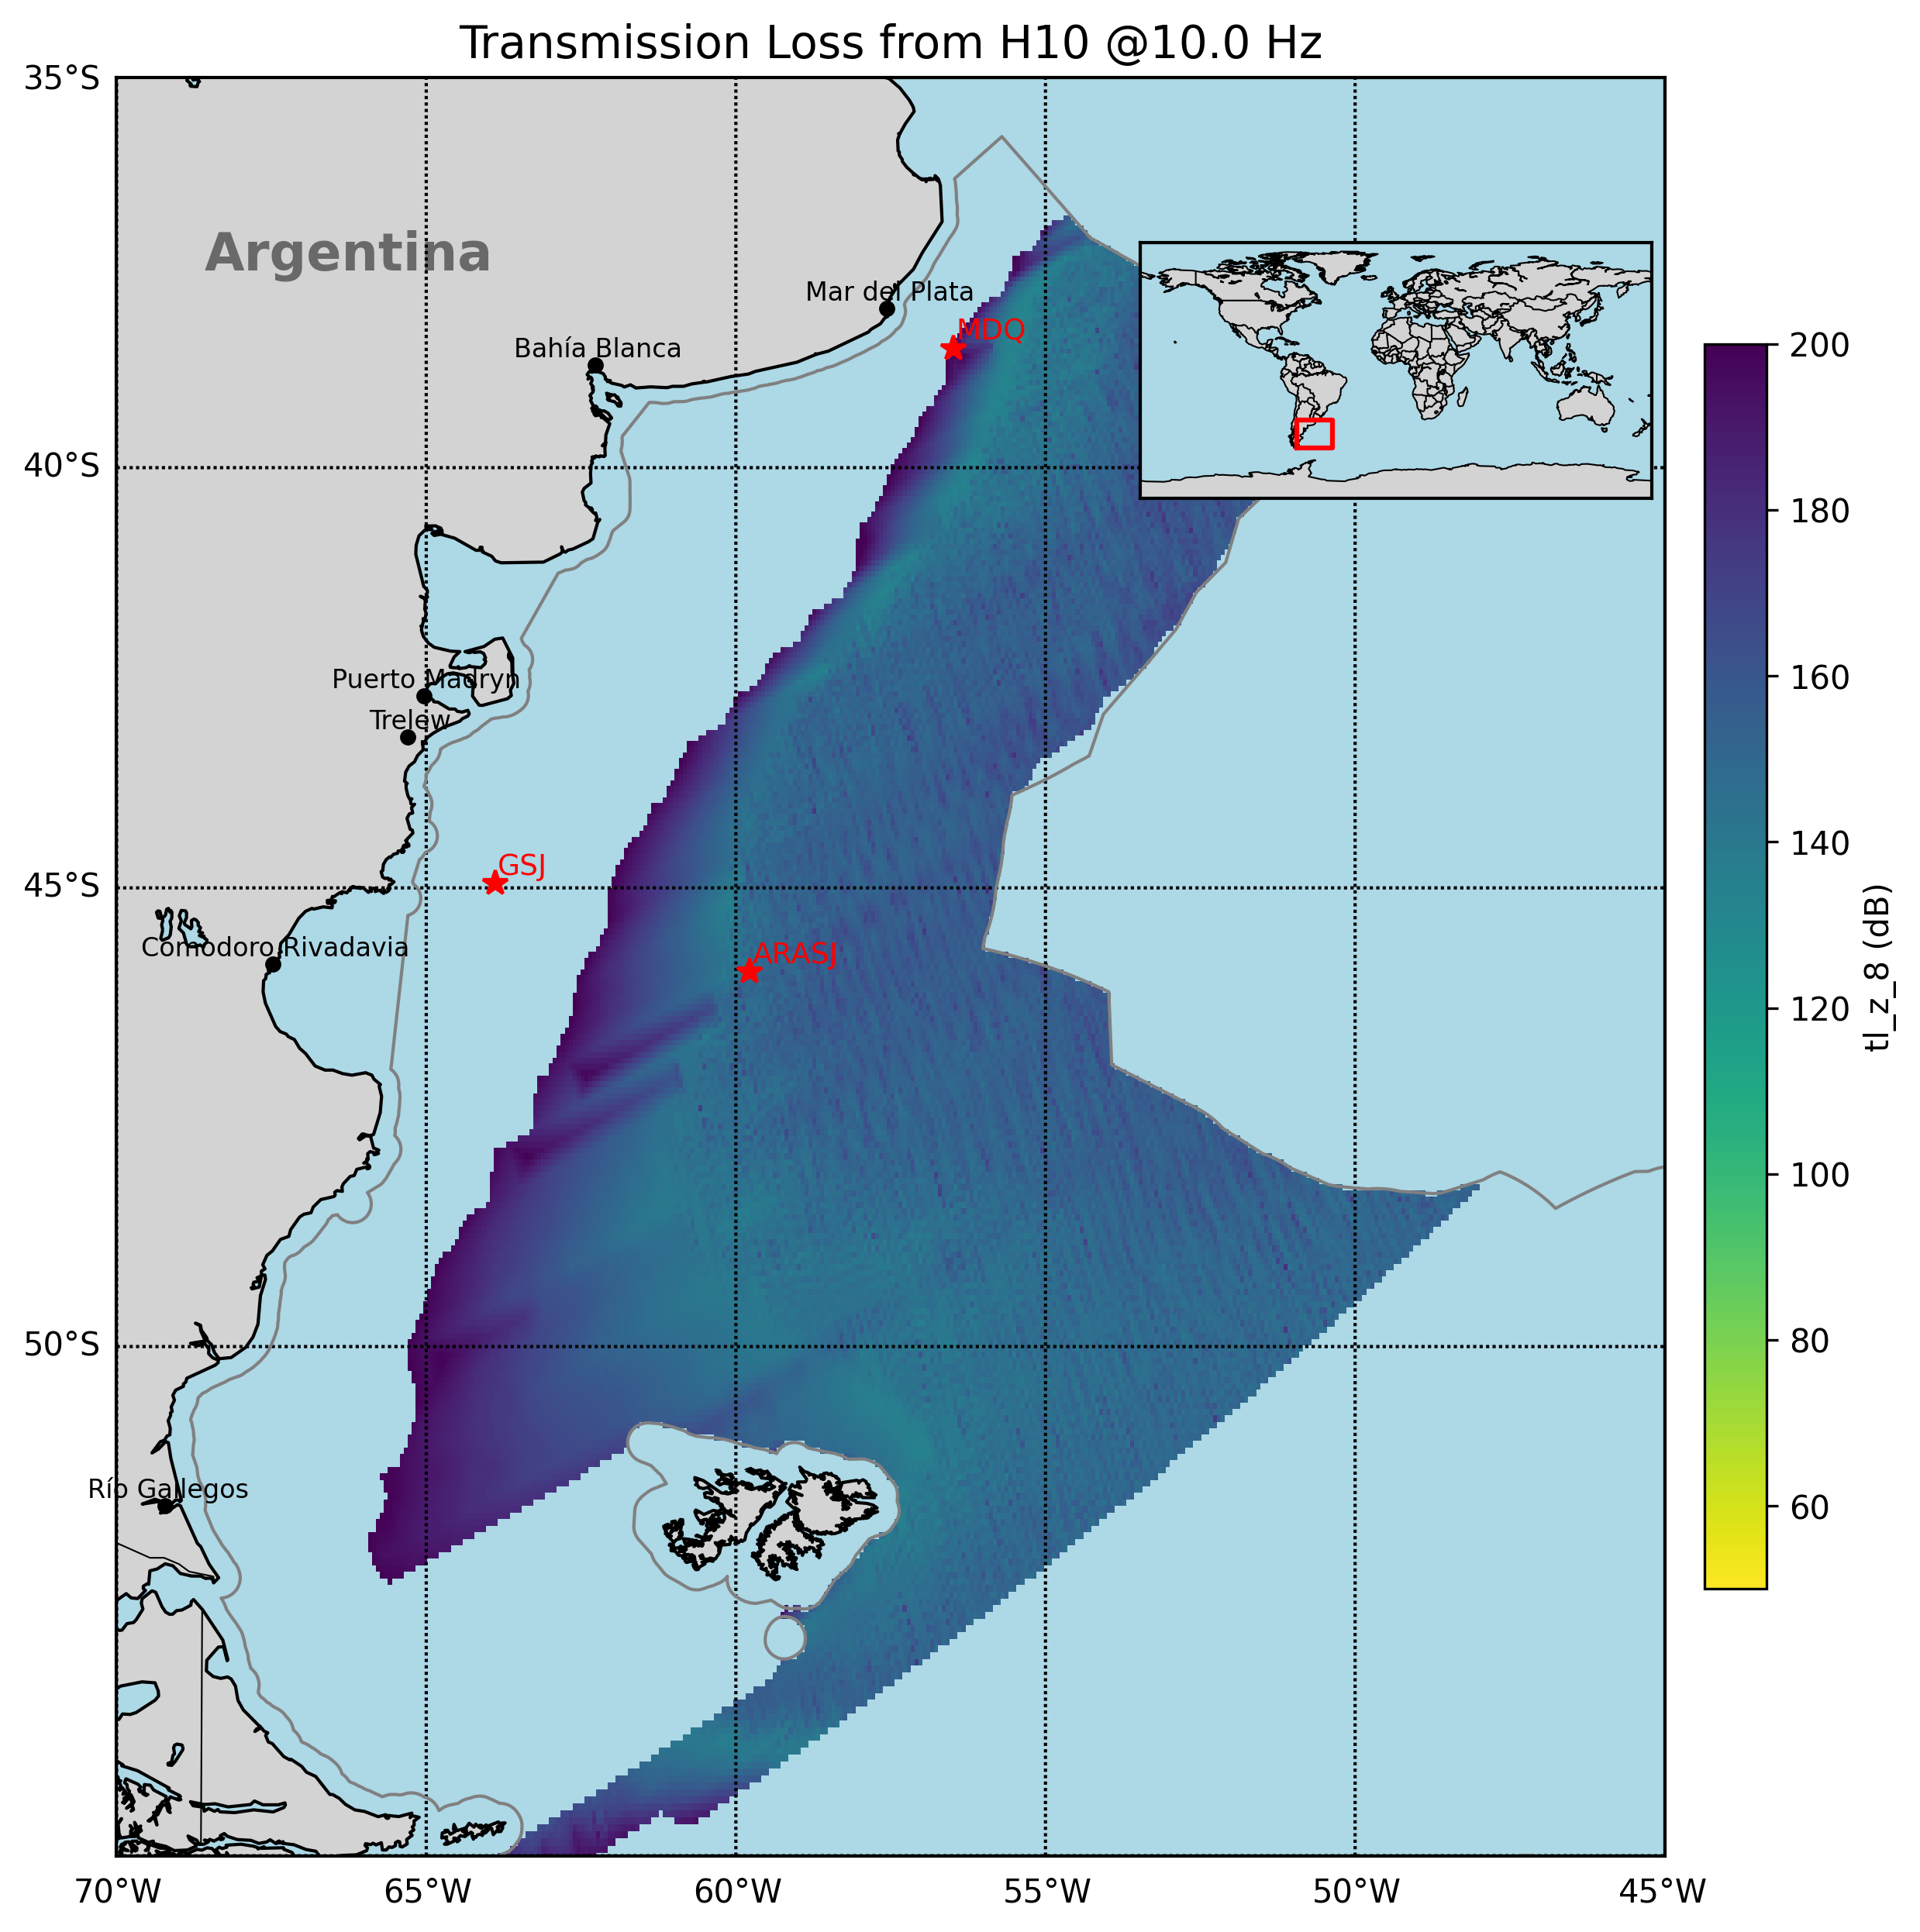 Transmission Loss from H10 @10.0 Hz
35°S
Argentina
Mar del Plata
MDQ
Bahía Blanca
200
40°S
180
Puerto Madryn
160
Trelew
140
GSJ
45°S
Comodoro Rivadavia
ARASJ
tl_z_8 (dB)
120
100
50°S
80
Río Gallegos
60
70°W
65°W
60°W
55°W
50°W
45°W